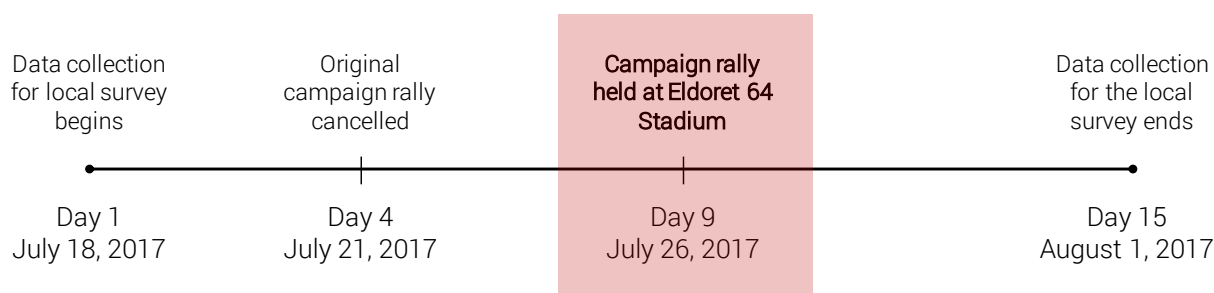 Data collection
for local survey
begins
Day 1
July 18, 2017
Original
campaign rally
cancelled
Day 4
July 21, 2017
Campaign rally
held at Eldoret 64
Stadium
Day 9
July 26, 2017
Data collection
for the local
survey ends
Day 15
August 1, 2017